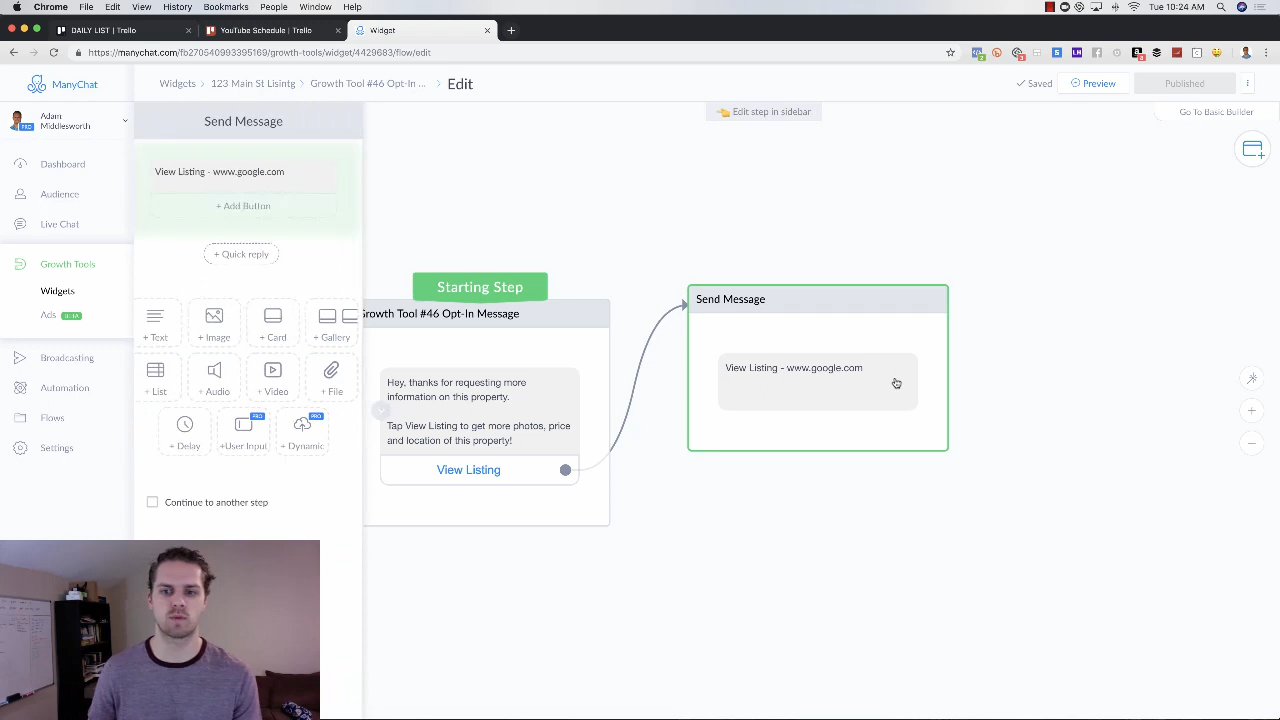 Chrome File Edit View History Bookmarks People Window Help
Tue 10:24 AM
DAILY LIST | Trello
YouTube Schedule | Trello
Widget
https://manychat.com/fb270540993395169/growth-tools/widget/4429683/flow/edit
ManyChat
Widgets › 123 Main St Lisintg › Growth Tool #46 Opt-In ... › Edit
Saved
Preview
Published
Adam Middlesworth
PRO
Send Message
Edit step in sidebar
Go To Basic Builder
Dashboard
Audience
Live Chat
Growth Tools
Widgets
Ads BETA
Broadcasting
Automation
Flows
Settings
View Listing - www.google.com
+ Add Button
+ Quick reply
+ Text
+ Image
+ Card
+ Gallery
+ List
+ Audio
+ Video
+ File
+ Delay
PRO
+User Input
PRO
+ Dynamic
Continue to another step
Starting Step
Growth Tool #46 Opt-In Message
Hey, thanks for requesting more
information on this property.
Tap View Listing to get more photos, price
and location of this property!
View Listing
Send Message
View Listing - www.google.com